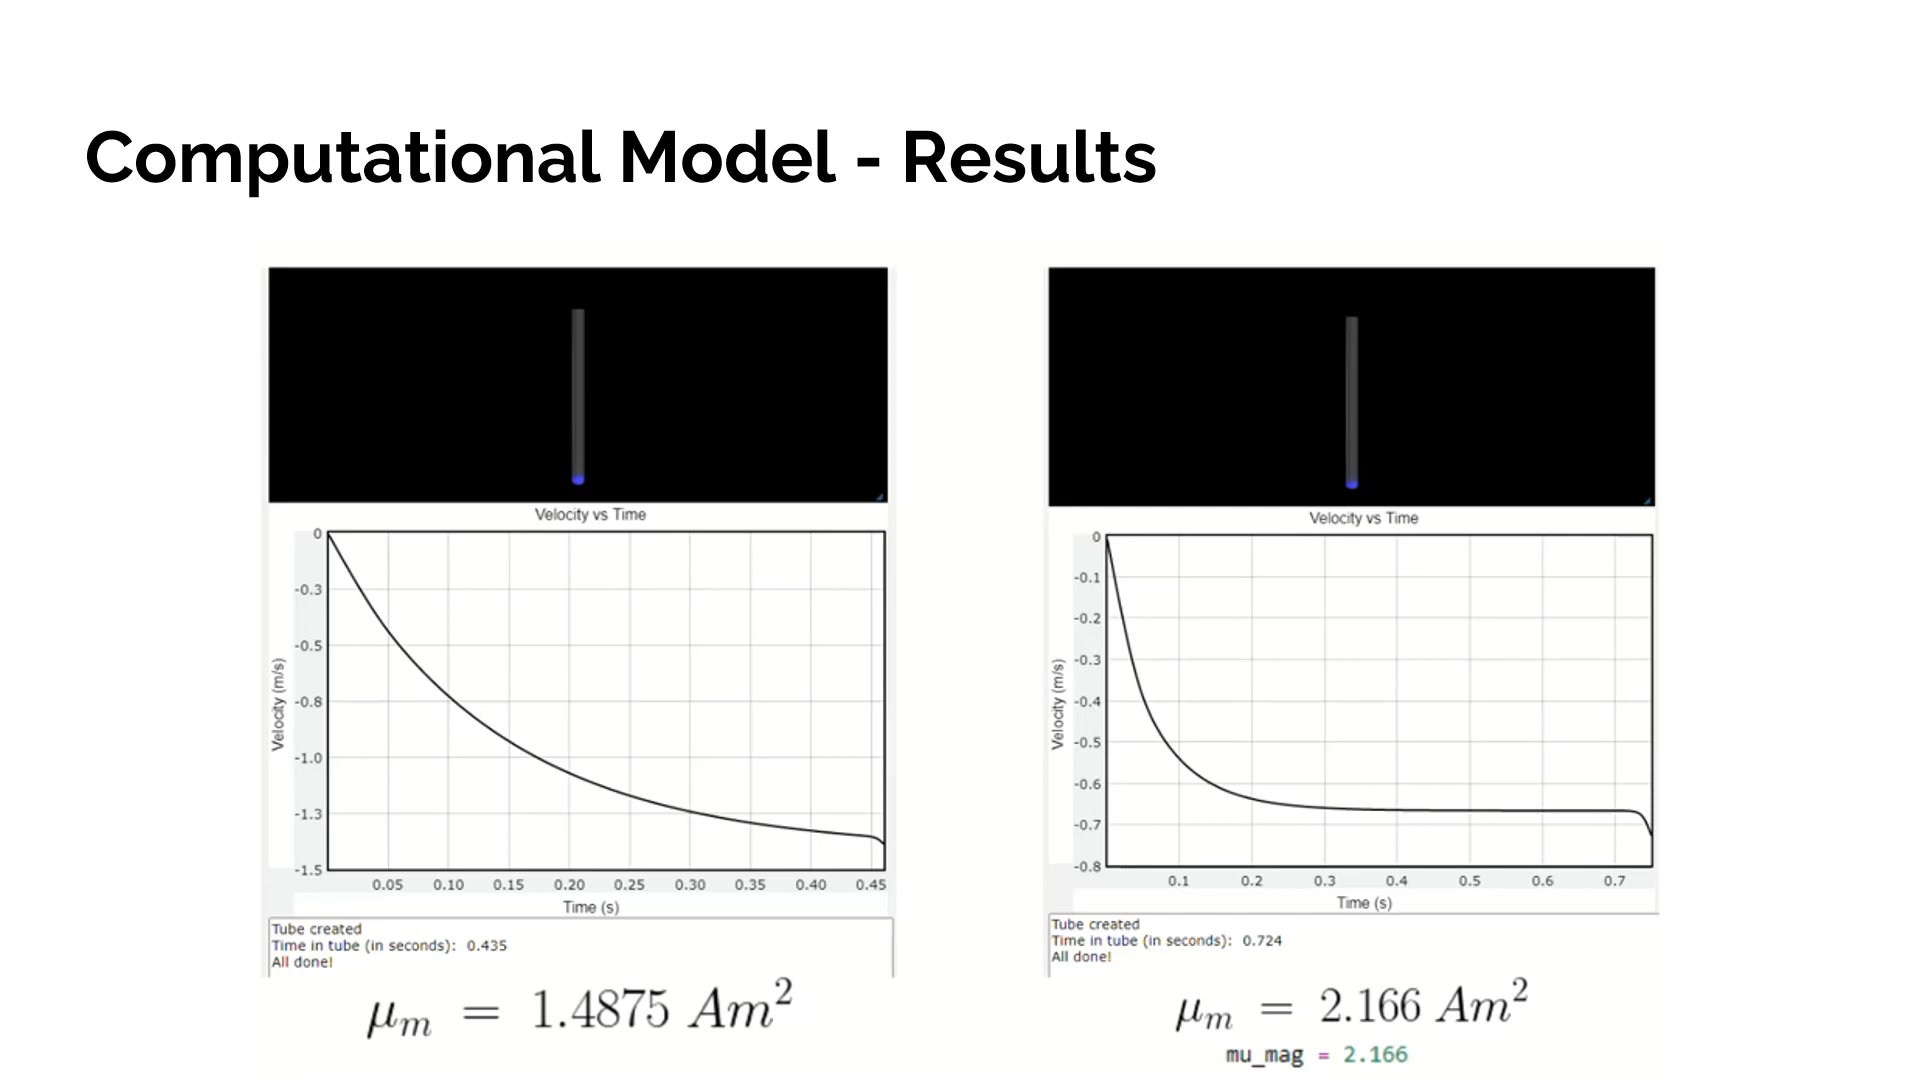 Computational Model - Results
Velocity vs Time
0
-0.3
-0.5
-0.8
-1.0
-1.3
-1.5
Velocity (m/s)
0.05 0.10 0.15 0.20 0.25 0.30 0.35 0.40 0.45
Time (s)
Tube created
Time in tube (in seconds): 0.435
All done!
μm = 1.4875 Am²
Velocity vs Time
0
-0.1
-0.2
-0.3
-0.4
-0.5
-0.6
-0.7
-0.8
Velocity (m/s)
0.1 0.2 0.3 0.4 0.5 0.6 0.7
Time (s)
Tube created
Time in tube (in seconds): 0.724
All done!
μm = 2.166 Am²
mu_mag = 2.166